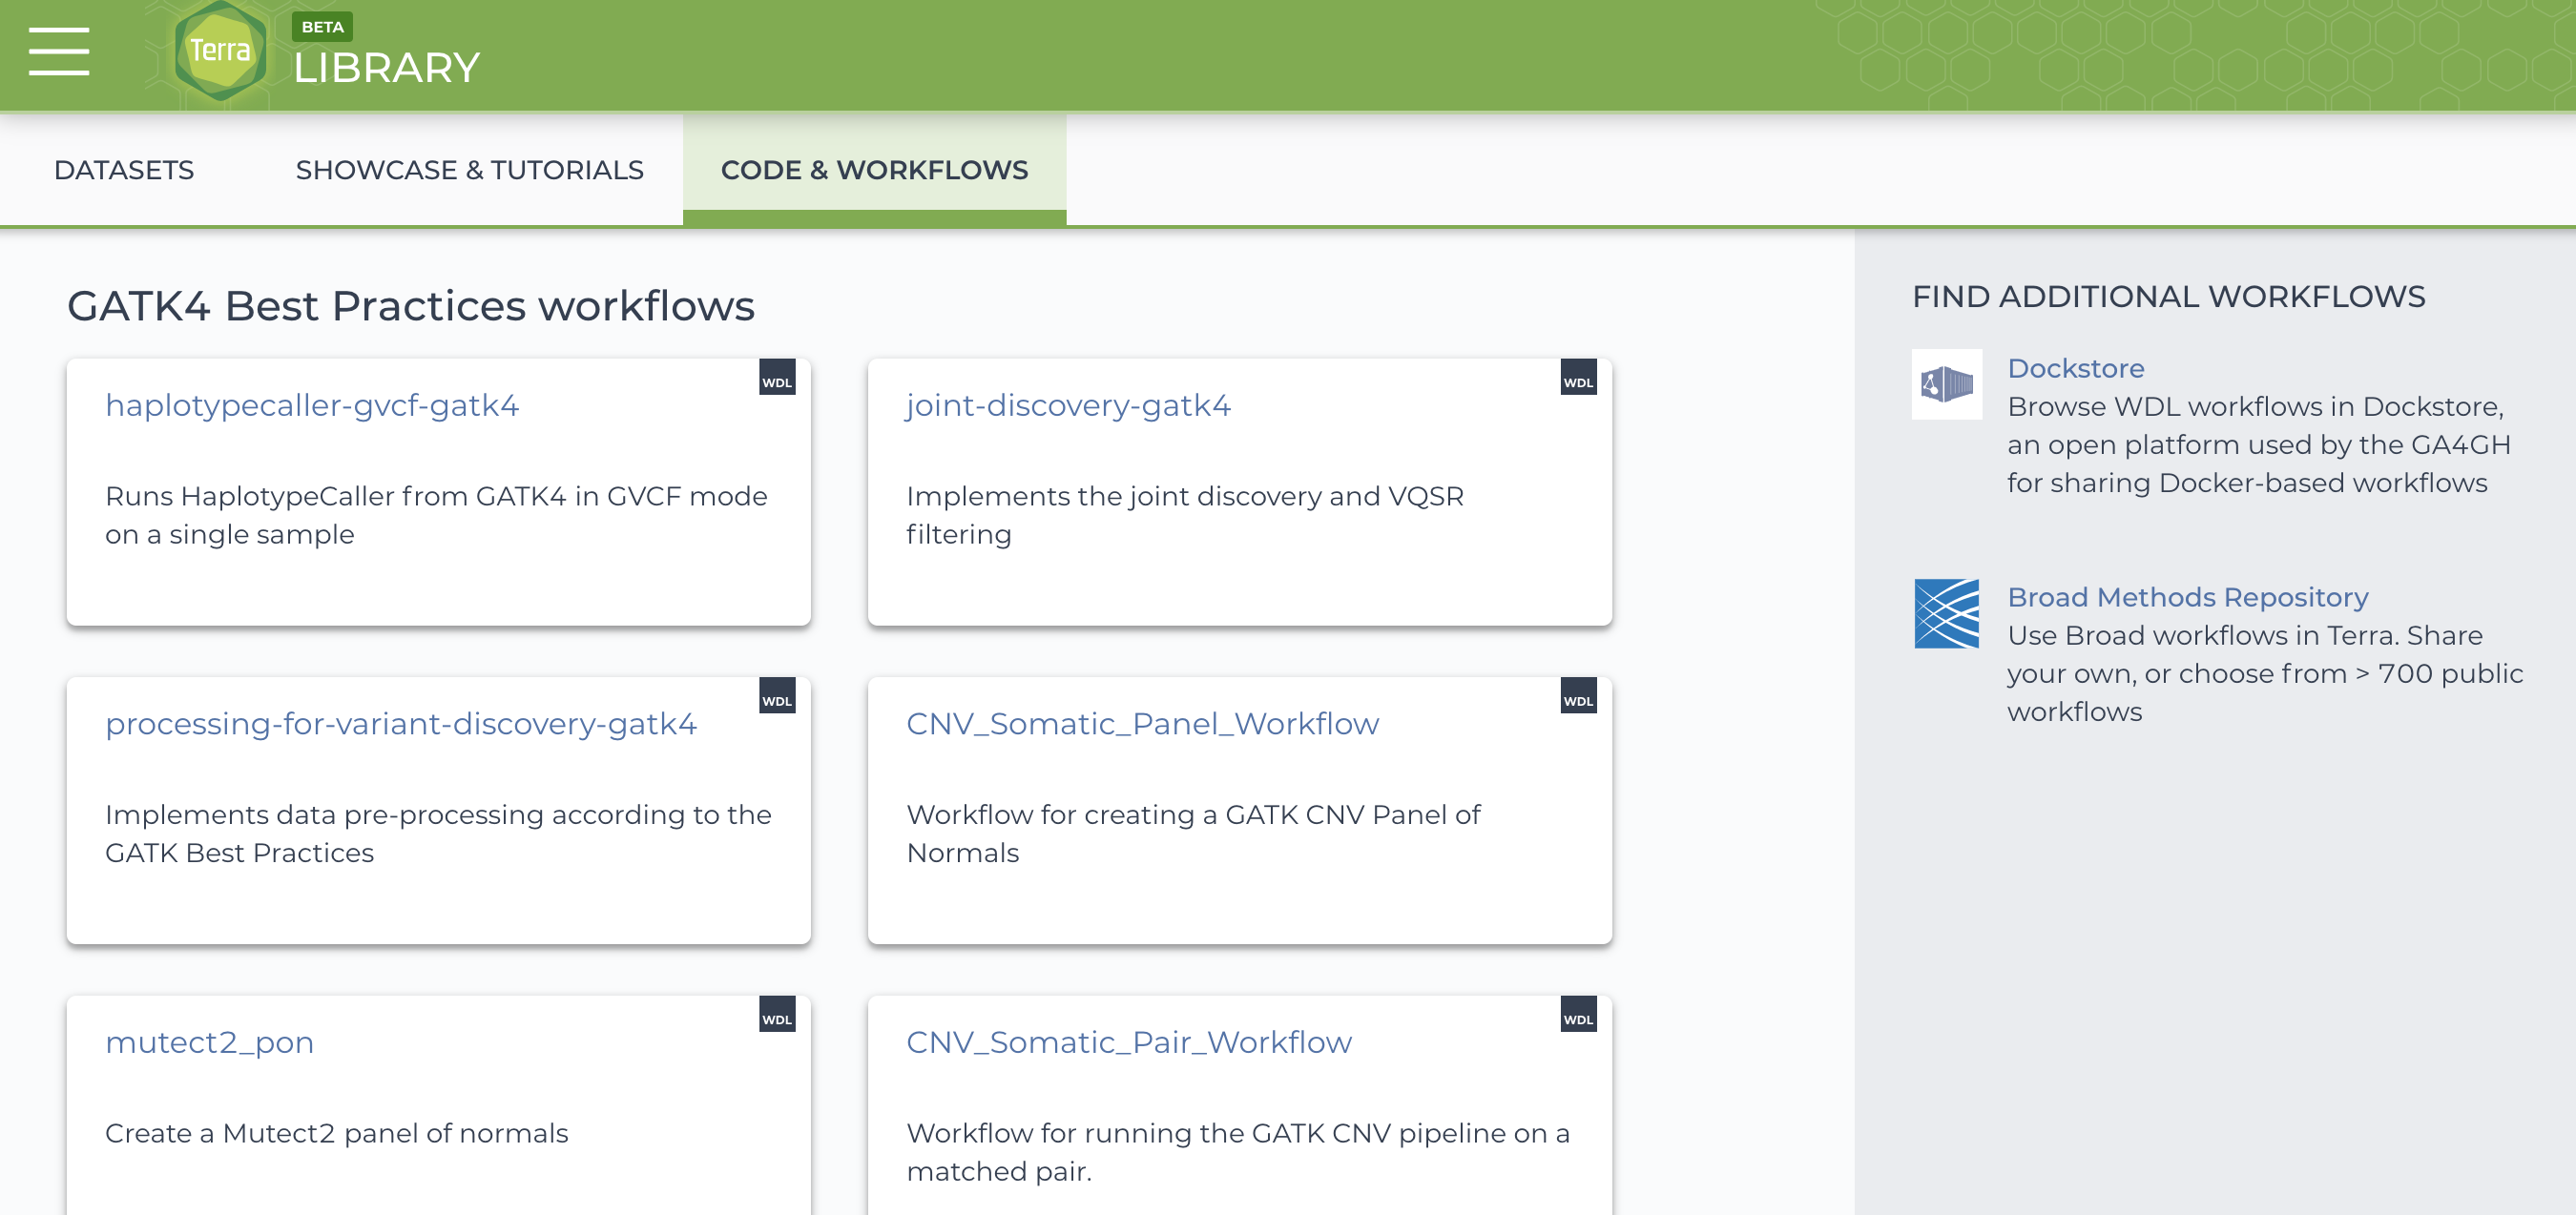 Terra
BETA
LIBRARY
DATASETS
SHOWCASE & TUTORIALS
CODE & WORKFLOWS
GATK4 Best Practices workflows
WDL
haplotypecaller-gvcf-gatk4
Runs HaplotypeCaller from GATK4 in GVCF mode
on a single sample
WDL
joint-discovery-gatk4
Implements the joint discovery and VQSR
filtering
WDL
processing-for-variant-discovery-gatk4
Implements data pre-processing according to the
GATK Best Practices
WDL
CNV_Somatic_Panel_Workflow
Workflow for creating a GATK CNV Panel of
Normals
WDL
mutect2_pon
Create a Mutect2 panel of normals
WDL
CNV_Somatic_Pair_Workflow
Workflow for running the GATK CNV pipeline on a
matched pair.
FIND ADDITIONAL WORKFLOWS
Dockstore
Browse WDL workflows in Dockstore,
an open platform used by the GA4GH
for sharing Docker-based workflows
Broad Methods Repository
Use Broad workflows in Terra. Share
your own, or choose from > 700 public
workflows